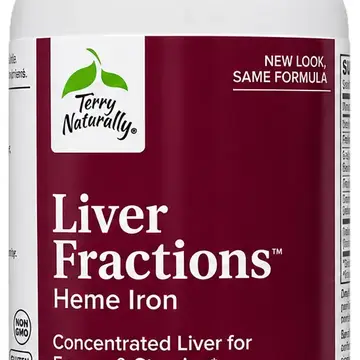 NEW LOOK,
SAME FORMULA
Terry
Naturally®
Liver
Fractions™
Heme Iron
Concentrated Liver for
NON
GMO